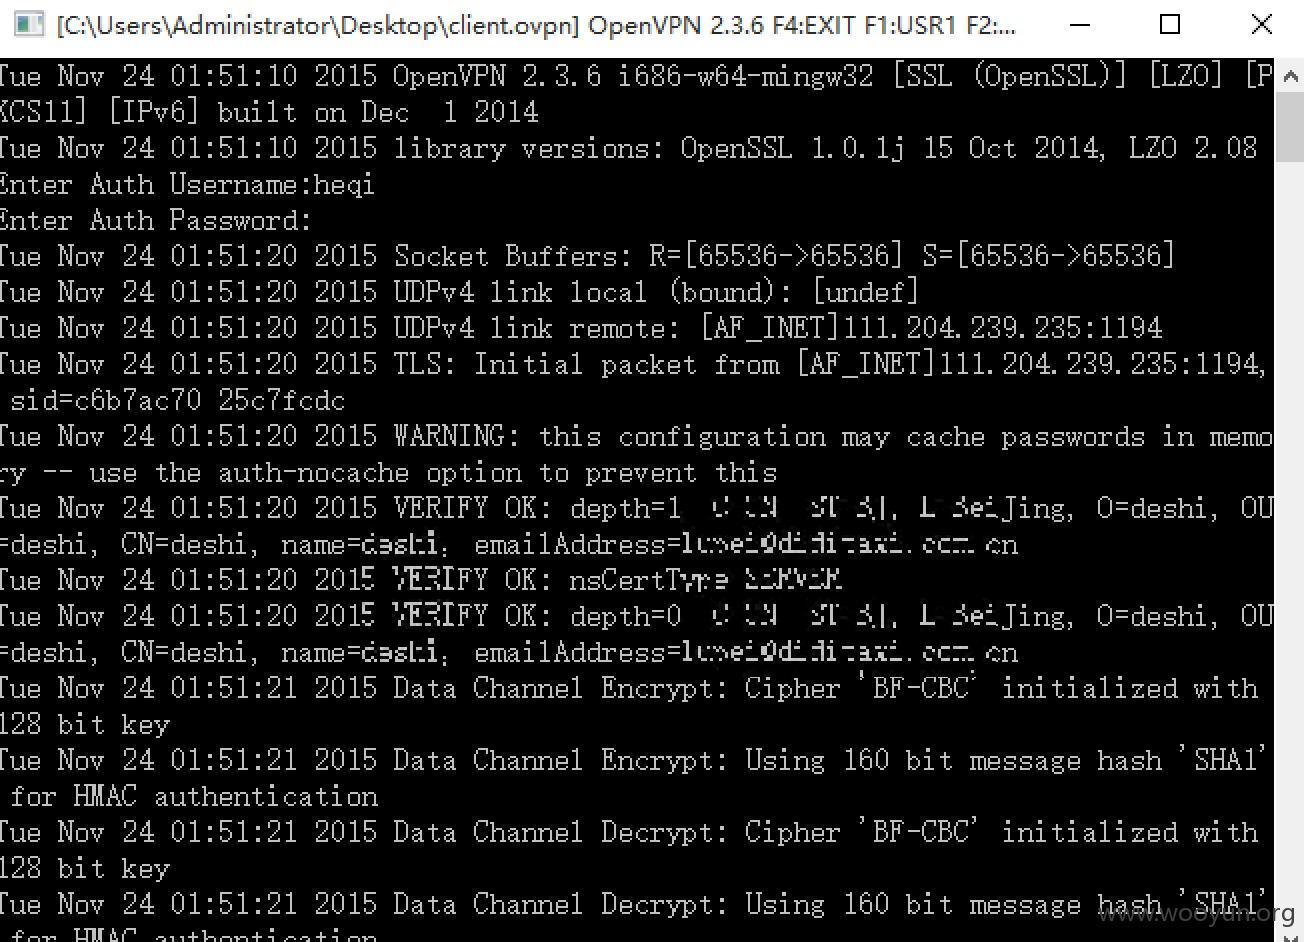 [C:\Users\Administrator\Desktop\client.ovpn] OpenVPN 2.3.6 F4:EXIT F1:USR1 F2:...
Tue Nov 24 01:51:10 2015 OpenVPN 2.3.6 i686-w64-mingw32 [SSL (OpenSSL)] [LZO] [P
KCS11] [IPv6] built on Dec  1 2014
Tue Nov 24 01:51:10 2015 library versions: OpenSSL 1.0.1j 15 Oct 2014, LZO 2.08
Enter Auth Username:heqi
Enter Auth Password:
Tue Nov 24 01:51:20 2015 Socket Buffers: R=[65536->65536] S=[65536->65536]
Tue Nov 24 01:51:20 2015 UDPv4 link local (bound): [undef]
Tue Nov 24 01:51:20 2015 UDPv4 link remote: [AF_INET]111.204.239.235:1194
Tue Nov 24 01:51:20 2015 TLS: Initial packet from [AF_INET]111.204.239.235:1194,
 sid=c6b7ac70 25c7fcdc
Tue Nov 24 01:51:20 2015 WARNING: this configuration may cache passwords in memo
ry -- use the auth-nocache option to prevent this
Tue Nov 24 01:51:20 2015 VERIFY OK: depth=1 BeiJing, O=deshi, OU
=deshi, CN=deshi, name=deshi, emailAddress=
Tue Nov 24 01:51:20 2015 VERIFY OK: nsCertType SERVER
Tue Nov 24 01:51:20 2015 VERIFY OK: depth=0 BeiJing, O=deshi, OU
=deshi, CN=deshi, name=deshi, emailAddress=
Tue Nov 24 01:51:21 2015 Data Channel Encrypt: Cipher 'BF-CBC' initialized with
128 bit key
Tue Nov 24 01:51:21 2015 Data Channel Encrypt: Using 160 bit message hash 'SHA1'
 for HMAC authentication
Tue Nov 24 01:51:21 2015 Data Channel Decrypt: Cipher 'BF-CBC' initialized with
128 bit key
Tue Nov 24 01:51:21 2015 Data Channel Decrypt: Using 160 bit message hash 'SHA1'
 for HMAC authentication
www.wooyun.org